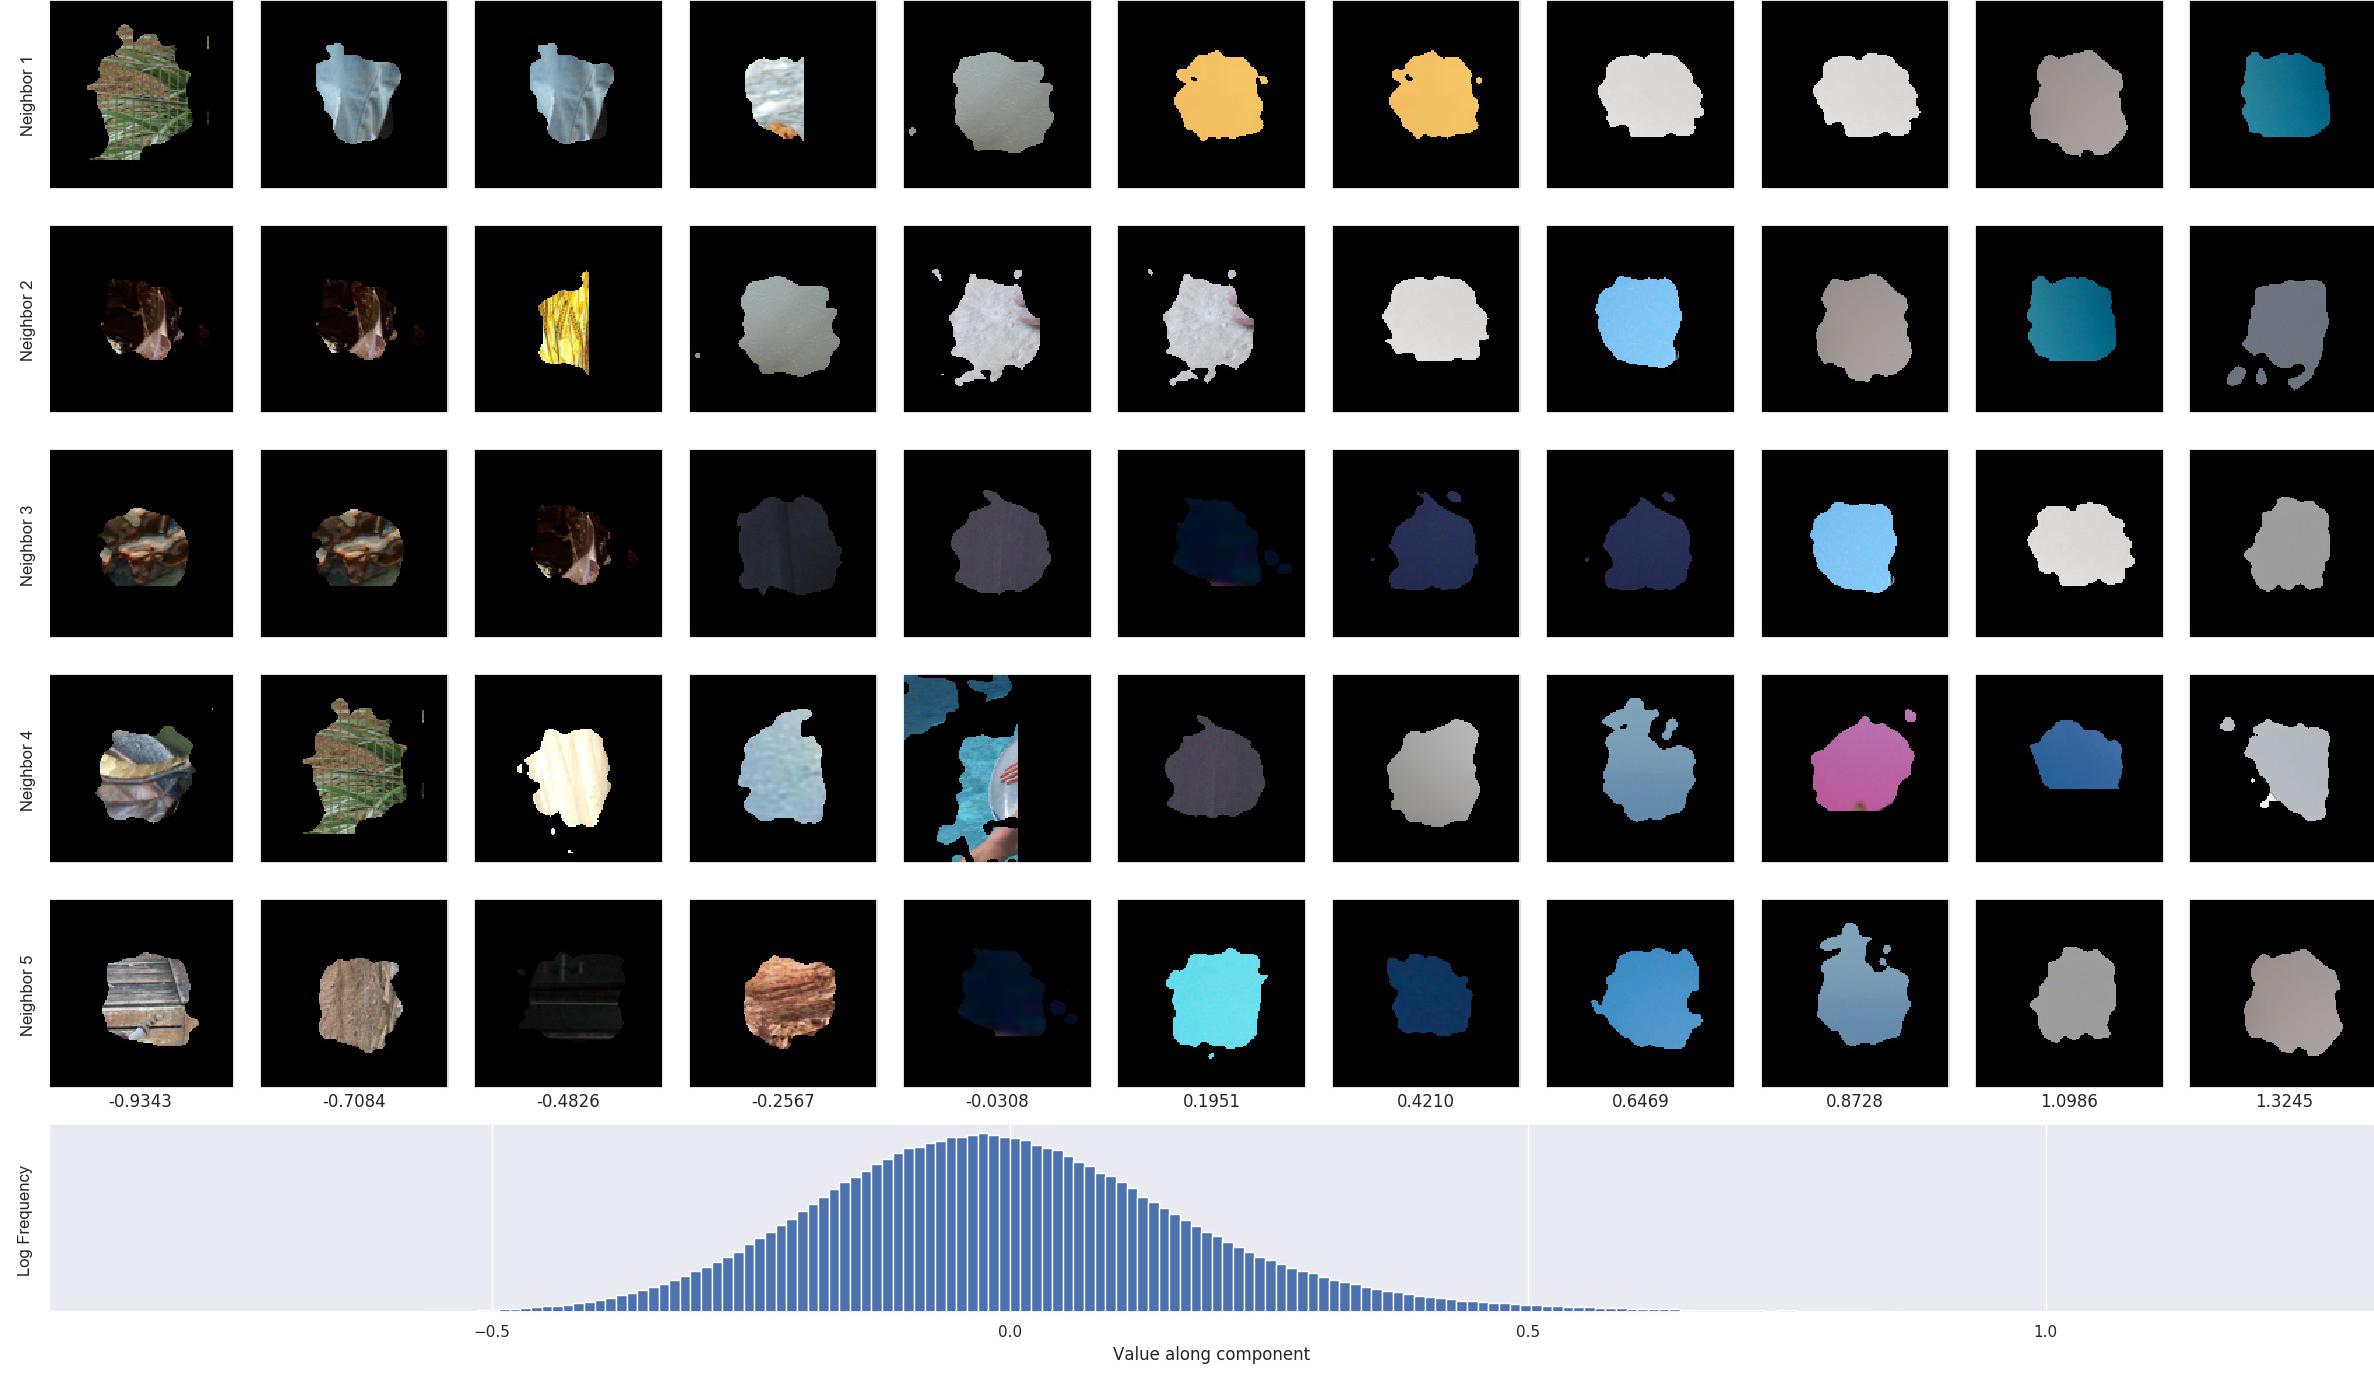 Neighbor 1
Neighbor 2
Neighbor 3
Neighbor 4
Neighbor 5
-0.9343 -0.7084 -0.4826 -0.2567 -0.0308 0.1951 0.4210 0.6469 0.8728 1.0986 1.3245
Log Frequency
−0.5 0.0 0.5 1.0
Value along component